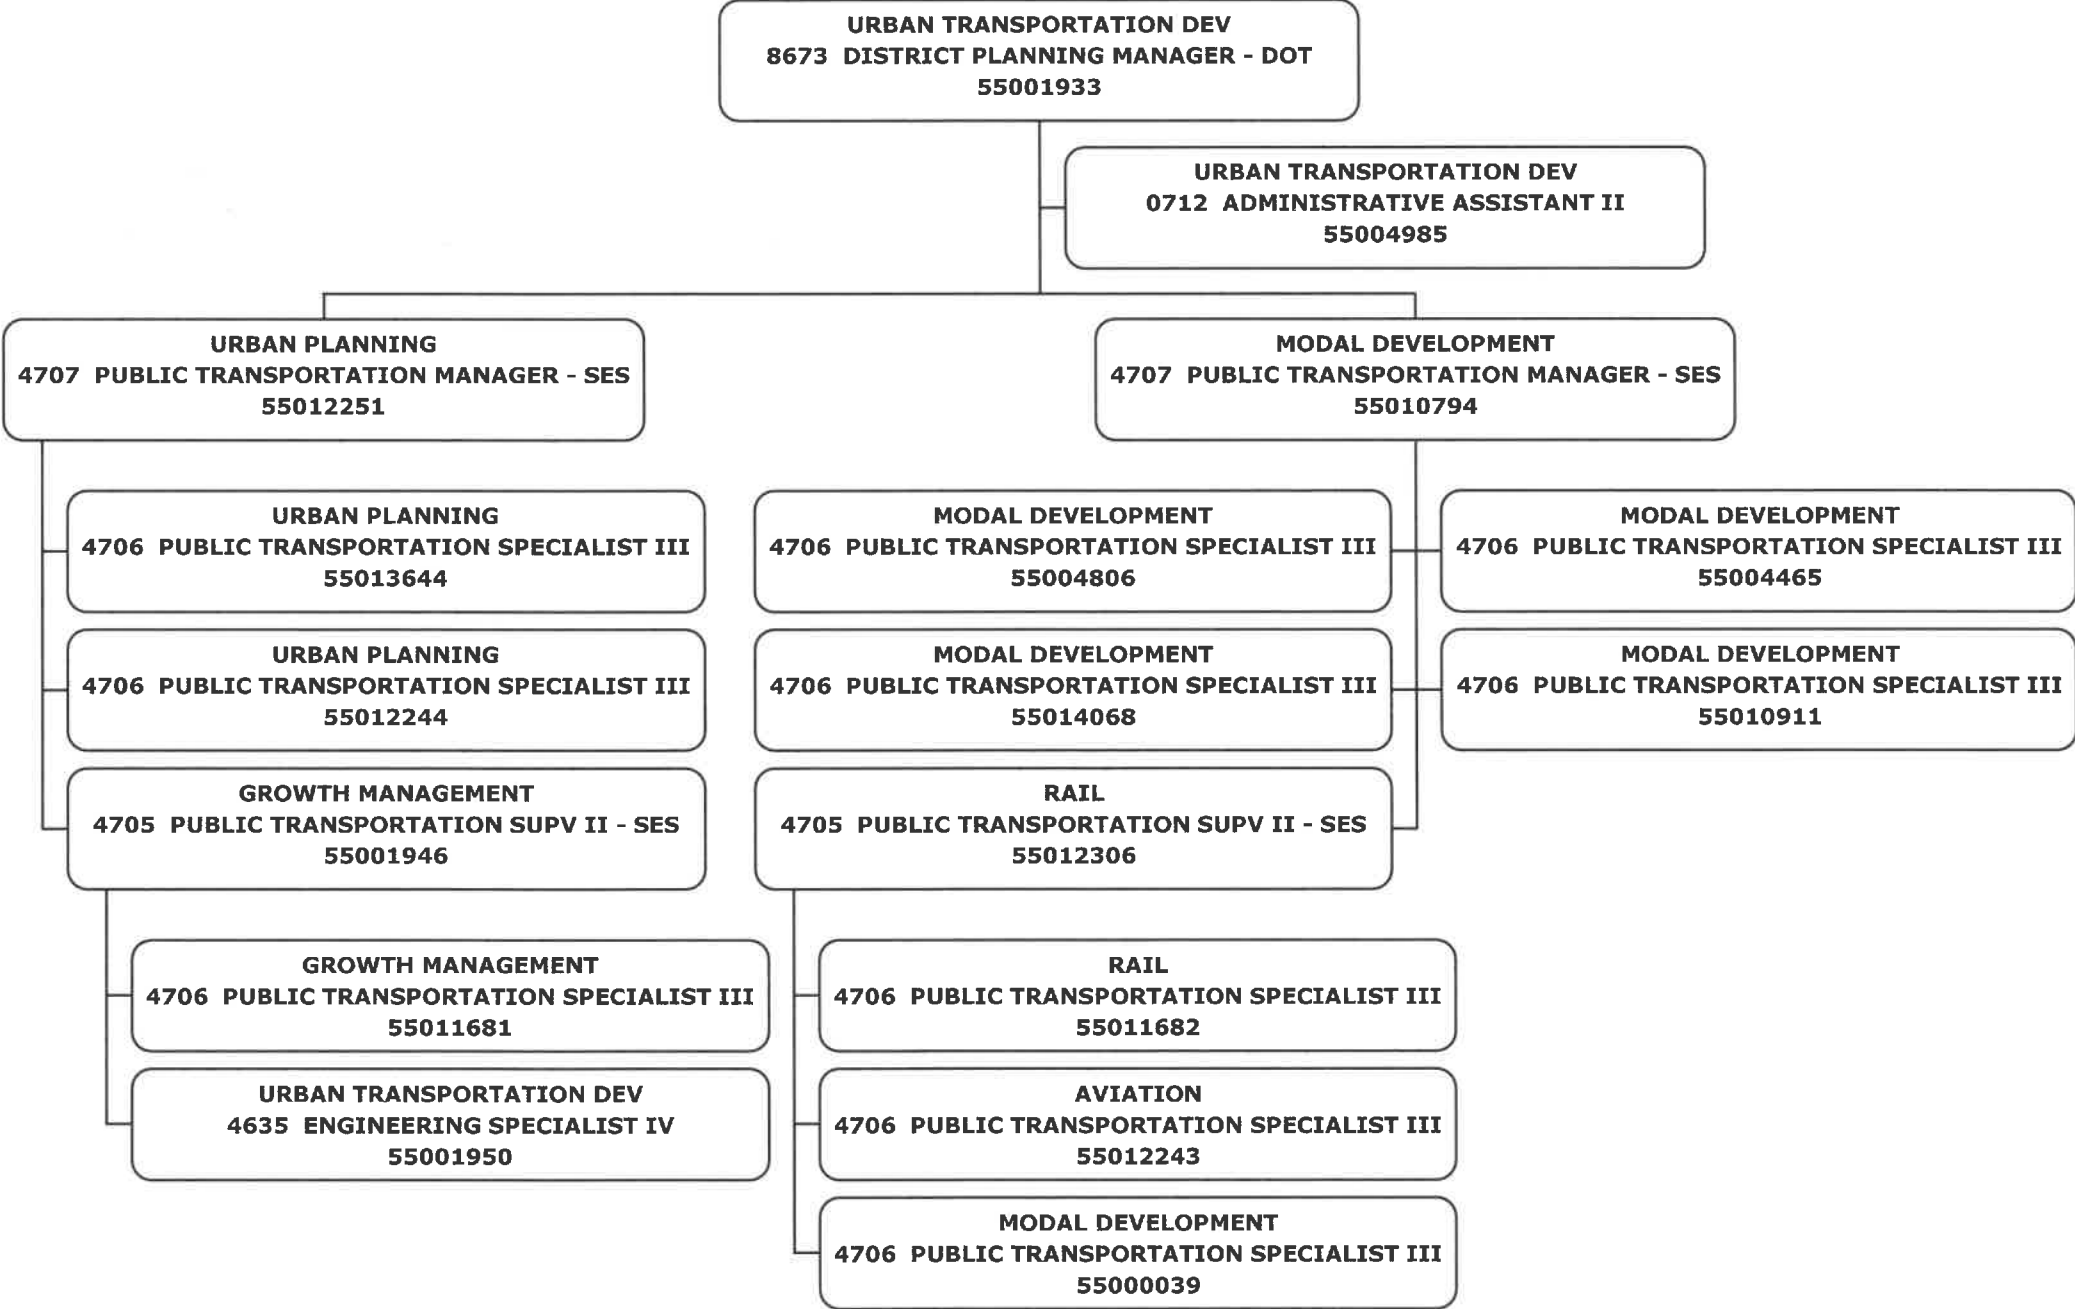 URBAN TRANSPORTATION DEV
8673 DISTRICT PLANNING MANAGER - DOT
55001933
URBAN TRANSPORTATION DEV
0712 ADMINISTRATIVE ASSISTANT II
55004985
URBAN PLANNING
4707 PUBLIC TRANSPORTATION MANAGER - SES
55012251
MODAL DEVELOPMENT
4707 PUBLIC TRANSPORTATION MANAGER - SES
55010794
URBAN PLANNING
4706 PUBLIC TRANSPORTATION SPECIALIST III
55013644
MODAL DEVELOPMENT
4706 PUBLIC TRANSPORTATION SPECIALIST III
55004806
MODAL DEVELOPMENT
4706 PUBLIC TRANSPORTATION SPECIALIST III
55004465
URBAN PLANNING
4706 PUBLIC TRANSPORTATION SPECIALIST III
55012244
MODAL DEVELOPMENT
4706 PUBLIC TRANSPORTATION SPECIALIST III
55014068
MODAL DEVELOPMENT
4706 PUBLIC TRANSPORTATION SPECIALIST III
55010911
GROWTH MANAGEMENT
4705 PUBLIC TRANSPORTATION SUPV II - SES
55001946
RAIL
4705 PUBLIC TRANSPORTATION SUPV II - SES
55012306
GROWTH MANAGEMENT
4706 PUBLIC TRANSPORTATION SPECIALIST III
55011681
RAIL
4706 PUBLIC TRANSPORTATION SPECIALIST III
55011682
URBAN TRANSPORTATION DEV
4635 ENGINEERING SPECIALIST IV
55001950
AVIATION
4706 PUBLIC TRANSPORTATION SPECIALIST III
55012243
MODAL DEVELOPMENT
4706 PUBLIC TRANSPORTATION SPECIALIST III
55000039